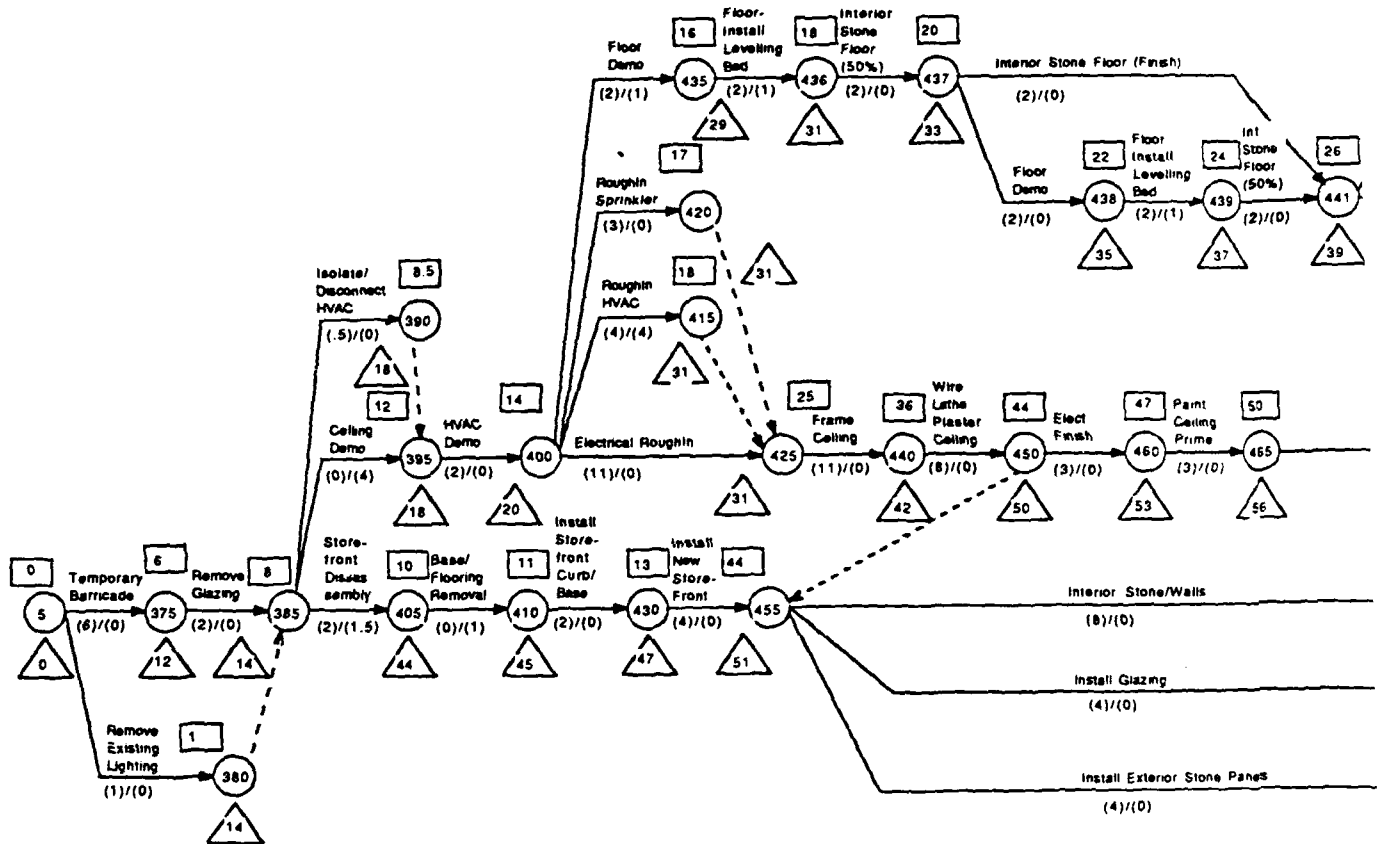 Floor-
Install
Levelling
Bed
Interior
Stone
Floor
(50%)
16
18
20
Floor
Demo
435
436
437
Interior Stone Floor (Finish)
(2)/(1)
(2)/(1)
(2)/(0)
(2)/(0)
29
31
33
17
Roughin
Sprinkler
420
(3)/(0)
Floor
Demo
22
Floor
Install
Levelling
Bed
24
Int
Stone
Floor
(50%)
26
438
439
441
(2)/(0)
(2)/(1)
(2)/(0)
35
37
39
31
Isolate/
Disconnect
HVAC
8.5
390
(.5)/(0)
18
Roughin
HVAC
18
415
(4)/(4)
31
12
Ceiling
Demo
HVAC
Demo
14
Electrical Roughin
25
Frame
Ceiling
36
Wire
Lathe
Plaster
Ceiling
44
Elect
Finish
47
Paint
Ceiling
Prime
50
395
400
425
440
450
460
465
(0)/(4)
(2)/(0)
(11)/(0)
(11)/(0)
(8)/(0)
(3)/(0)
(3)/(0)
18
20
31
42
50
53
56
0
Temporary
Barricade
6
Remove
Glazing
8
Store-
front
Disass
embly
10
Base/
Flooring
Removal
11
Install
Store-
front
Curb/
Base
13
Install
New
Store-
Front
44
5
375
385
405
410
430
455
(6)/(0)
(2)/(0)
(2)/(1.5)
(0)/(1)
(2)/(0)
(4)/(0)
0
12
14
44
45
47
51
Interior Stone/Walls
(8)/(0)
Install Glazing
(4)/(0)
Remove
Existing
Lighting
1
380
(1)/(0)
14
Install Exterior Stone Panes
(4)/(0)